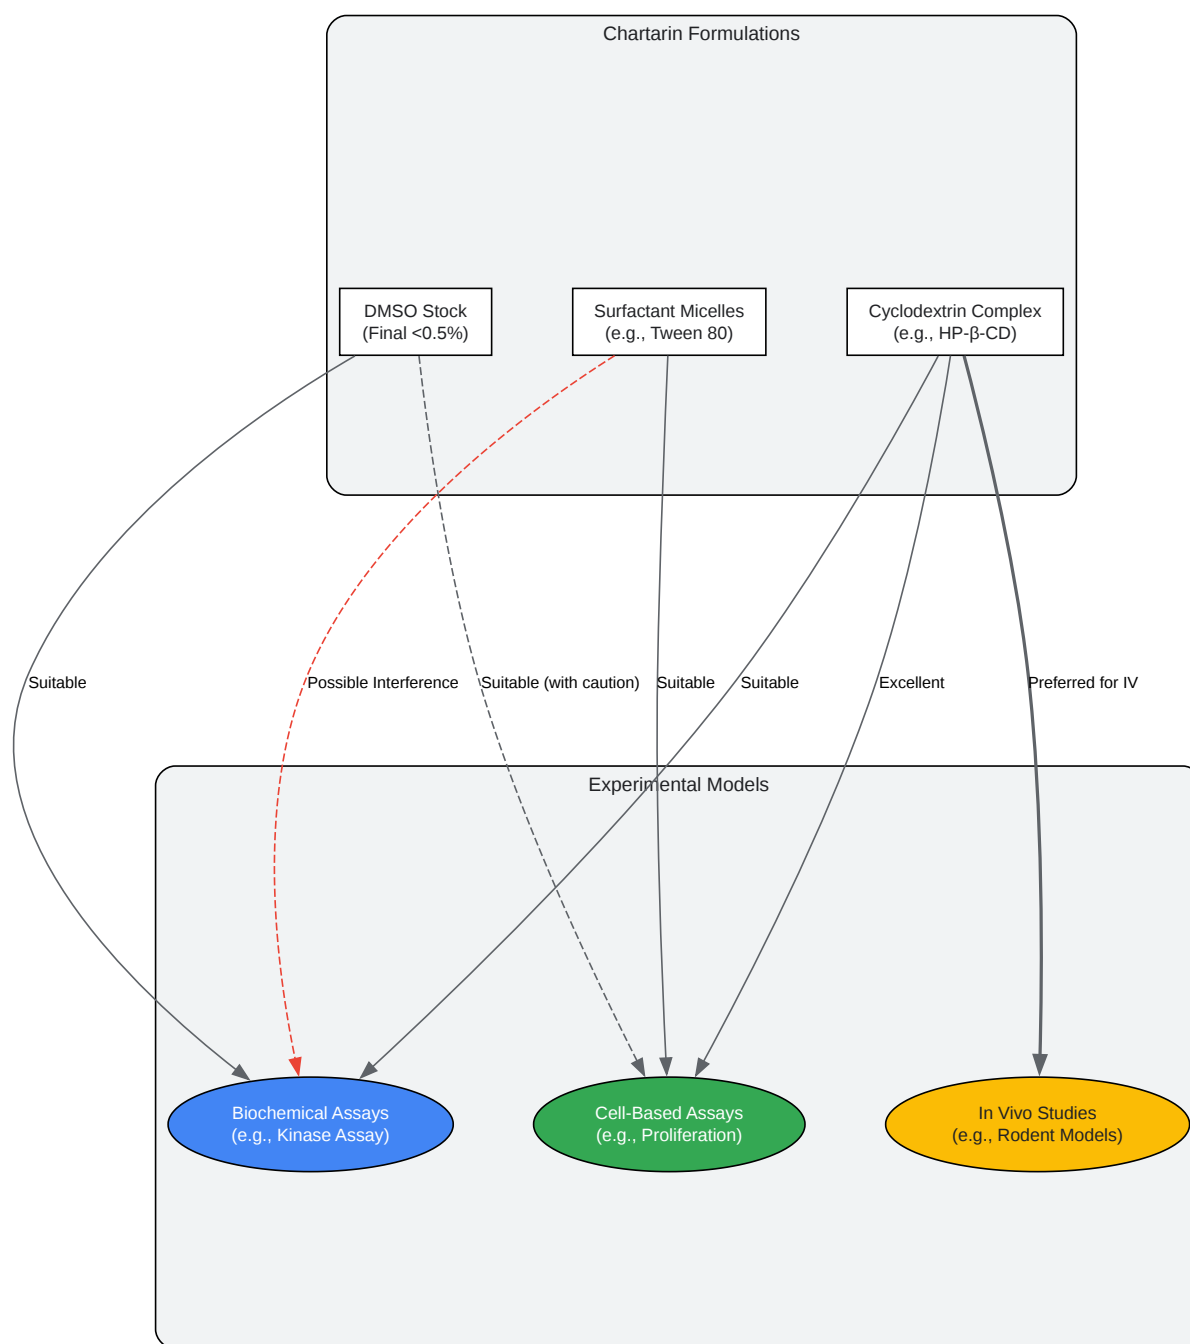 Chartarin Formulations
DMSO Stock
(Final <0.5%)
Surfactant Micelles
(e.g., Tween 80)
Cyclodextrin Complex
(e.g., HP-β-CD)
Suitable
Possible Interference
Suitable (with caution)
Suitable
Suitable
Excellent
Preferred for IV
Experimental Models
Biochemical Assays
(e.g., Kinase Assay)
Cell-Based Assays
(e.g., Proliferation)
In Vivo Studies
(e.g., Rodent Models)